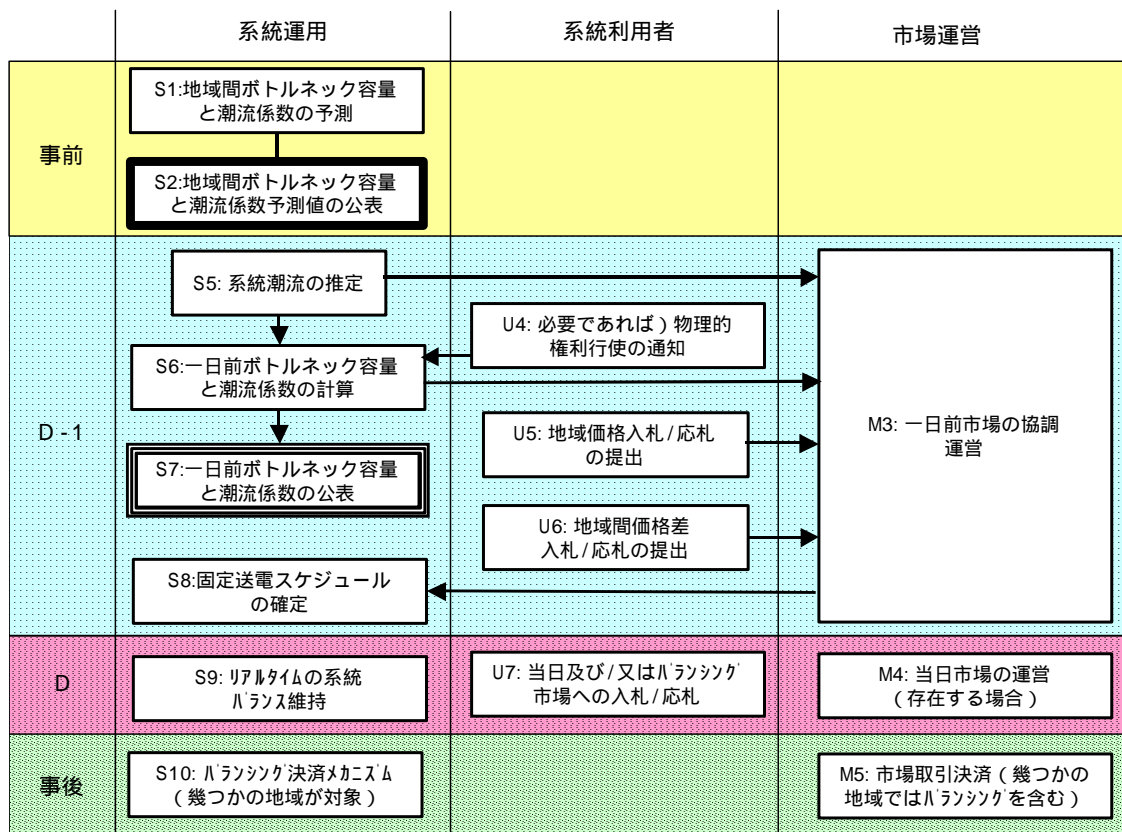 系統運用
系統利用者
市場運営
事前
S1:地域間ボトルネック容量
と潮流係数の予測
S2:地域間ボトルネック容量
と潮流係数予測値の公表
D - 1
S5: 系統潮流の推定
U4: 必要であれば ) 物理的
権利行使の通知
S6:一日前ボトルネック容量
と潮流係数の計算
U5: 地域価格入札/応札
の提出
M3: 一日前市場の協調
運営
S7:一日前ボトルネック容量
と潮流係数の公表
U6: 地域間価格差
入札/応札の提出
S8:固定送電スケジュール
の確定
D
S9: ﾘｱﾙﾀｲﾑの系統
ﾊﾞﾗﾝｽ維持
U7: 当日及び/又はﾊﾞﾗﾝｼﾝｸﾞ
市場への入札/応札
M4: 当日市場の運営
(存在する場合)
事後
S10: ﾊﾞﾗﾝｼﾝｸﾞ決済ﾒｶﾆｽﾞﾑ
(幾つかの地域が対象)
M5: 市場取引決済(幾つかの
地域ではﾊﾞﾗﾝｼﾝｸﾞを含む)